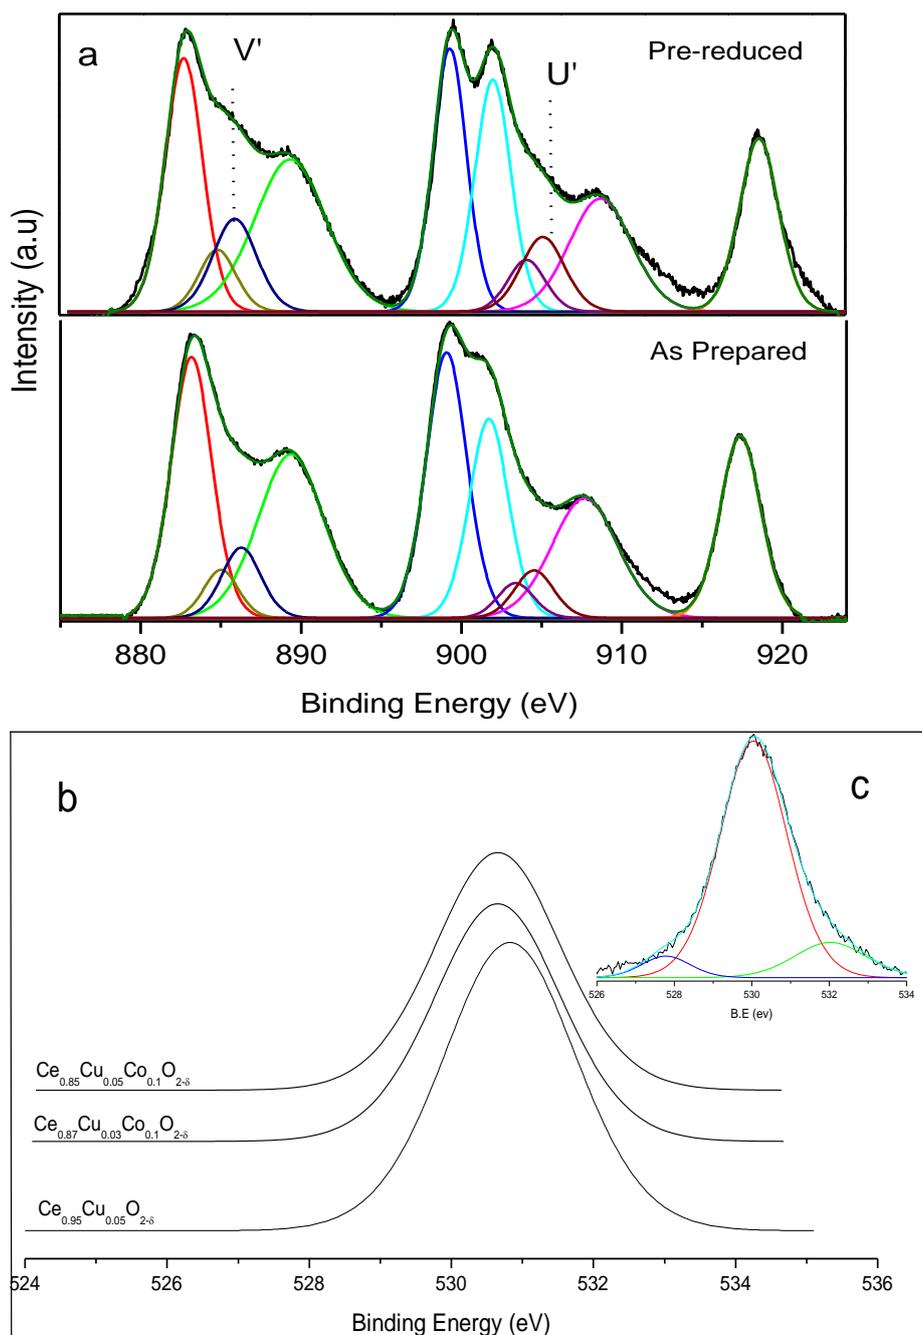 a
V'
U'
Pre-reduced
As Prepared
Intensity (a.u)
880 890 900 910 920
Binding Energy (eV)
b
c
526 528 530 532 534
B.E (ev)
Ce0.85Cu0.05Co0.1O2-δ
Ce0.87Cu0.03Co0.1O2-δ
Ce0.95Cu0.05O2-δ
524 526 528 530 532 534 536
Binding Energy (eV)